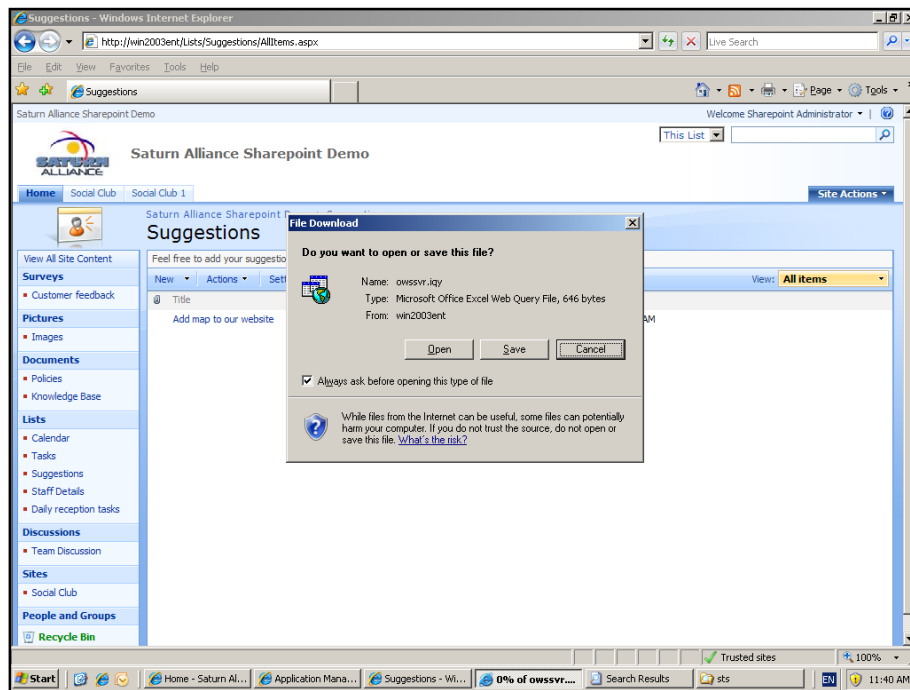 Suggestions - Windows Internet Explorer
http://win2003ent/Lists/Suggestions/AllItems.aspx
Live Search
File Edit View Favorites Tools Help
Suggestions
Page Tools
Saturn Alliance Sharepoint Demo
Welcome Sharepoint Administrator
This List
SATURN
ALLIANCE
Saturn Alliance Sharepoint Demo
Home Social Club Social Club 1
Site Actions
Saturn Alliance Sharepoint
Suggestions
View All Site Content
Feel free to add your suggestio
Surveys
New Actions Sett
View: All items
Customer feedback
Title
Pictures
Add map to our website
AM
Images
Documents
Policies
Knowledge Base
Lists
Calendar
Tasks
Suggestions
Staff Details
Daily reception tasks
Discussions
Team Discussion
Sites
Social Club
People and Groups
Recycle Bin
File Download
Do you want to open or save this file?
Name: owssvr.iqy
Type: Microsoft Office Excel Web Query File, 646 bytes
From: win2003ent
Open Save Cancel
Always ask before opening this type of file
While files from the Internet can be useful, some files can potentially
harm your computer. If you do not trust the source, do not open or
save this file. What's the risk?
Trusted sites
100%
Start
Home - Saturn Al...
Application Mana...
Suggestions - Wi...
0% of owssvr....
Search Results
sts
EN
11:40 AM